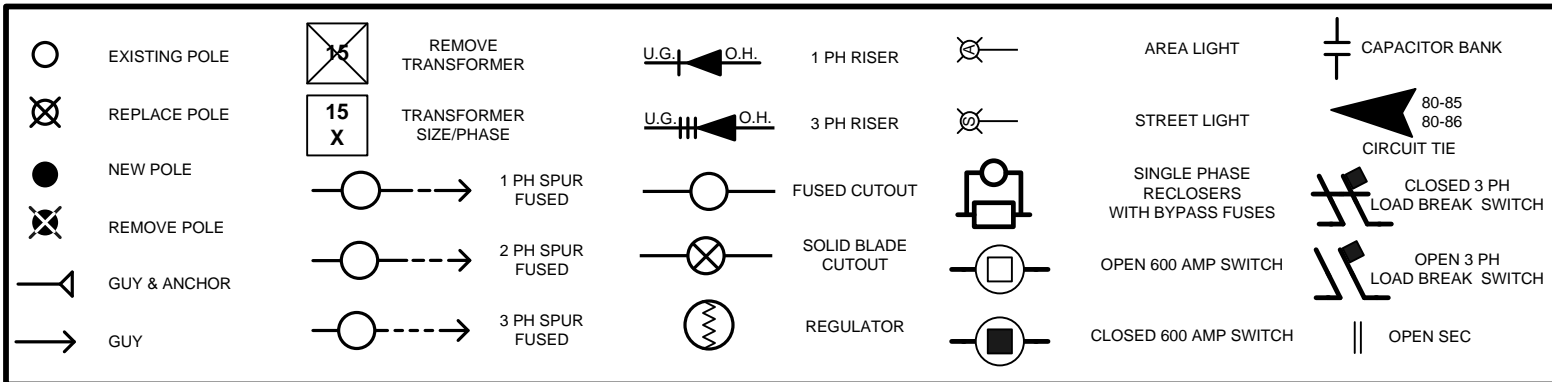 EXISTING POLE
REPLACE POLE
NEW POLE
REMOVE POLE
GUY & ANCHOR
GUY
15
REMOVE
TRANSFORMER
15
X
TRANSFORMER
SIZE/PHASE
1 PH SPUR
FUSED
2 PH SPUR
FUSED
3 PH SPUR
FUSED
U.G. O.H.
1 PH RISER
U.G. O.H.
3 PH RISER
FUSED CUTOUT
SOLID BLADE
CUTOUT
REGULATOR
A
AREA LIGHT
S
STREET LIGHT
SINGLE PHASE
RECLOSERS
WITH BYPASS FUSES
OPEN 600 AMP SWITCH
CLOSED 600 AMP SWITCH
CAPACITOR BANK
80-85
80-86
CIRCUIT TIE
CLOSED 3 PH
LOAD BREAK SWITCH
OPEN 3 PH
LOAD BREAK SWITCH
OPEN SEC